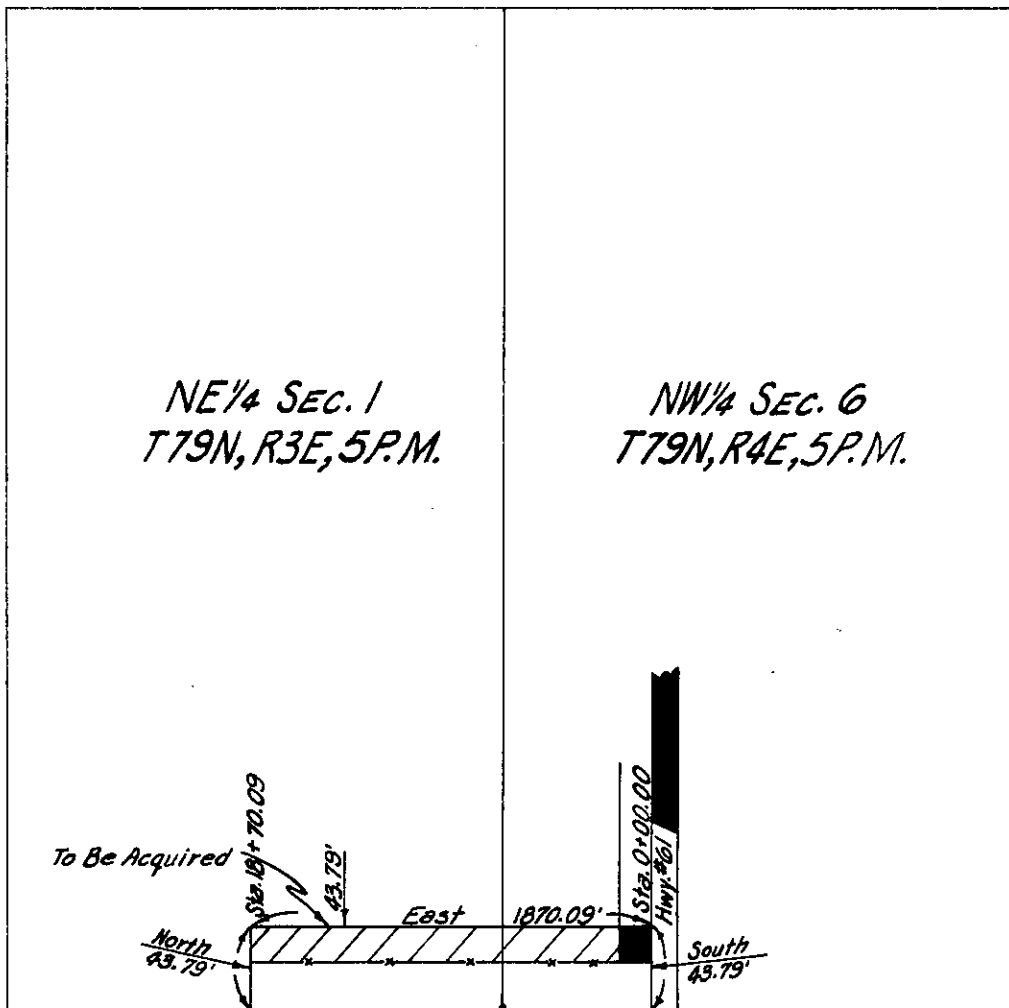 NE¼ SEC. 1
T79N, R3E, 5P.M.
NW¼ SEC. 6
T79N, R4E, 5P.M.
To Be Acquired
Sta. 18+70.09
43.79'
East 1870.09'
Sta. 0+00.00
Hwy. #61
North
43.79'
South
43.79'